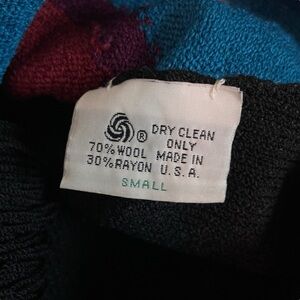 ® DRY CLEAN
ONLY
70% WOOL MADE IN
30% RAYON U.S.A.
SMALL